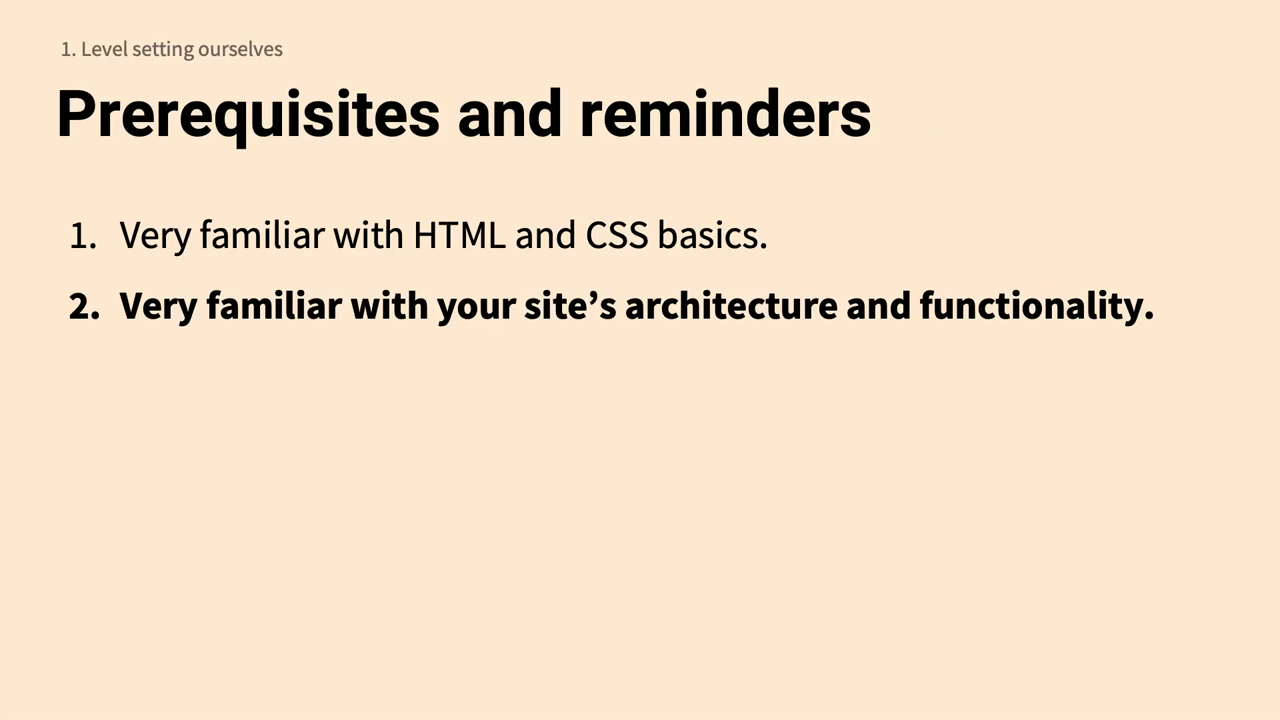 1. Level setting ourselves
Prerequisites and reminders
1. Very familiar with HTML and CSS basics.
2. Very familiar with your site’s architecture and functionality.